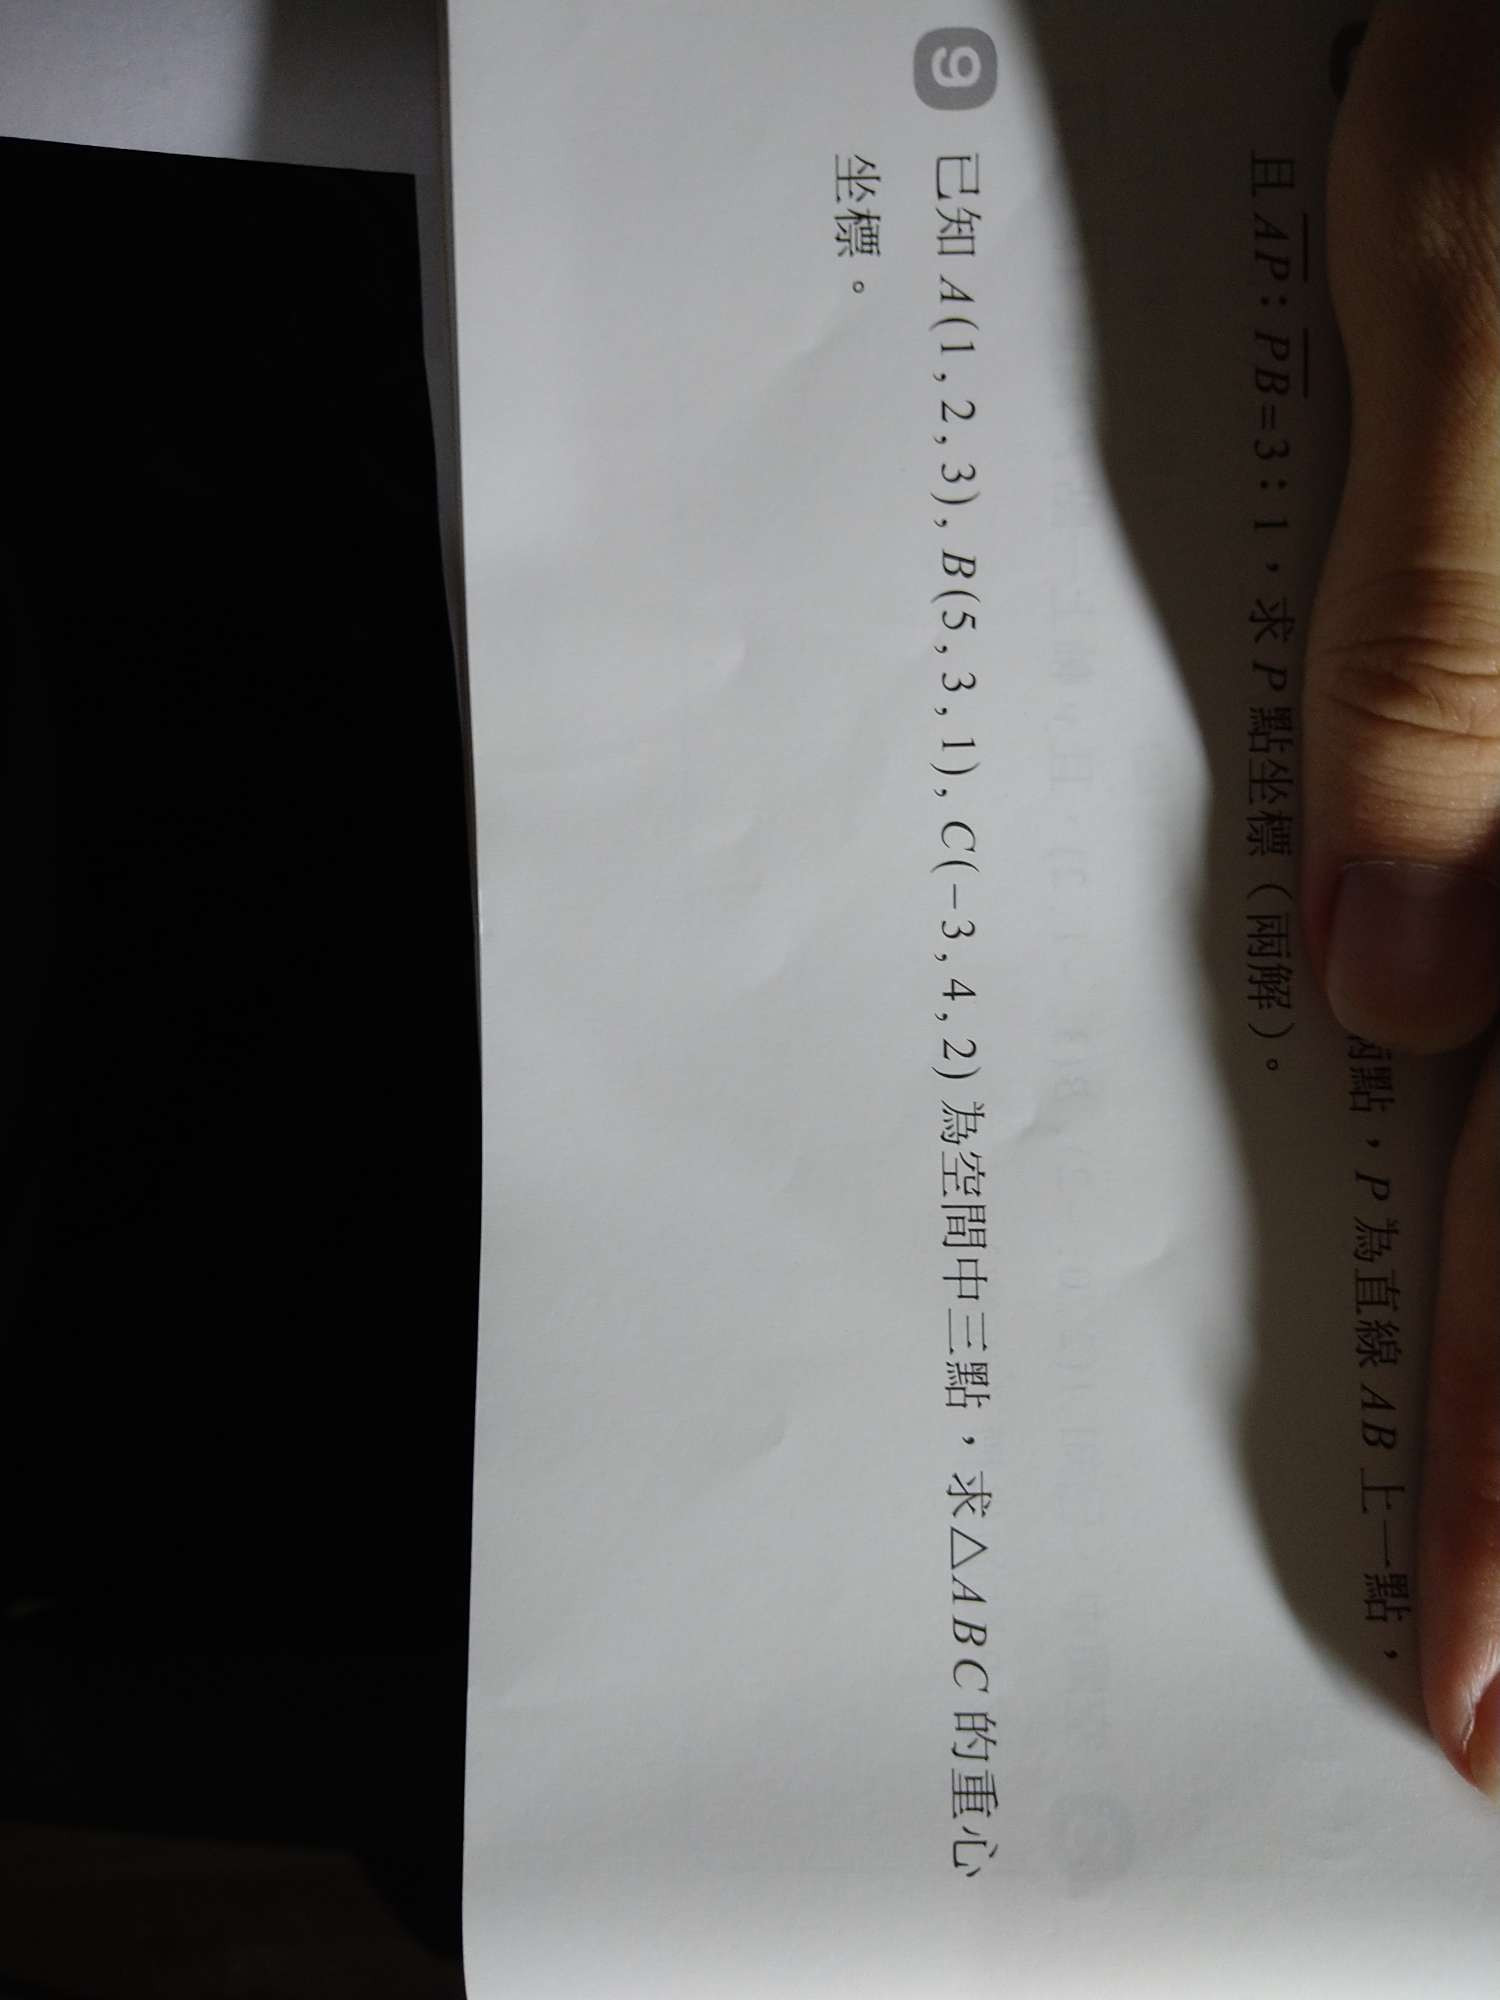 兩點，P 為直線 AB 上一點，
且 AP : PB=3 : 1，求 P 點坐標（兩解）。
9 已知 A(1 , 2 , 3), B(5 , 3 , 1), C(−3 , 4 , 2) 為空間中三點，求△ABC 的重心
坐標。